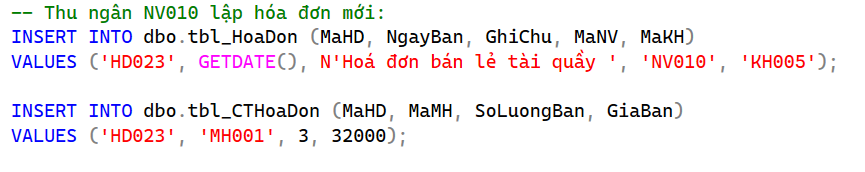 -- Thu ngân NV010 lập hóa đơn mới:
INSERT INTO dbo.tbl_HoaDon (MaHD, NgayBan, GhiChu, MaNV, MaKH)
VALUES ('HD023', GETDATE(), N'Hoá đơn bán lẻ tài quầy ', 'NV010', 'KH005');
INSERT INTO dbo.tbl_CTHoaDon (MaHD, MaMH, SoLuongBan, GiaBan)
VALUES ('HD023', 'MH001', 3, 32000);